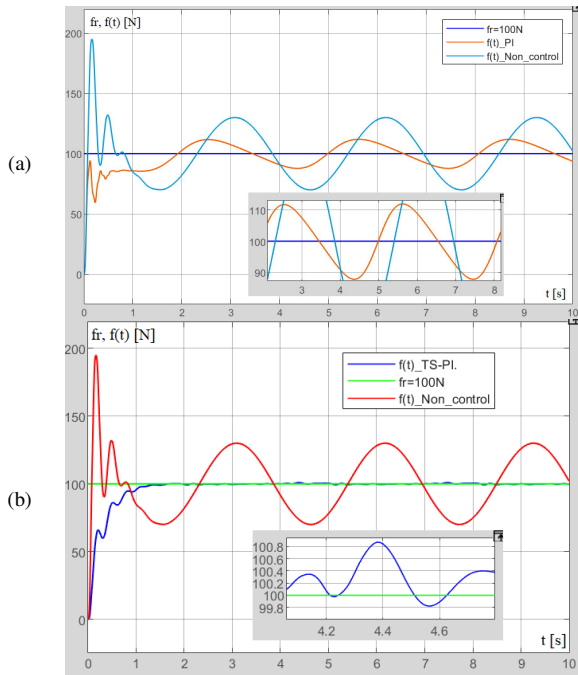 fr, f(t) [N]
200
150
100
50
0
fr=100N
f(t)_PI
f(t)_Non_control
(a)
110
100
90
3 4 5 6 7 8
t [s]
0 1 2 3 4 5 6 7 8 9 10
fr, f(t) [N]
200
150
100
50
0
f(t)_TS-PI.
fr=100N
f(t)_Non_control
(b)
100.8
100.6
100.4
100.2
100
99.8
4.2 4.4 4.6
t [s]
0 1 2 3 4 5 6 7 8 9 10